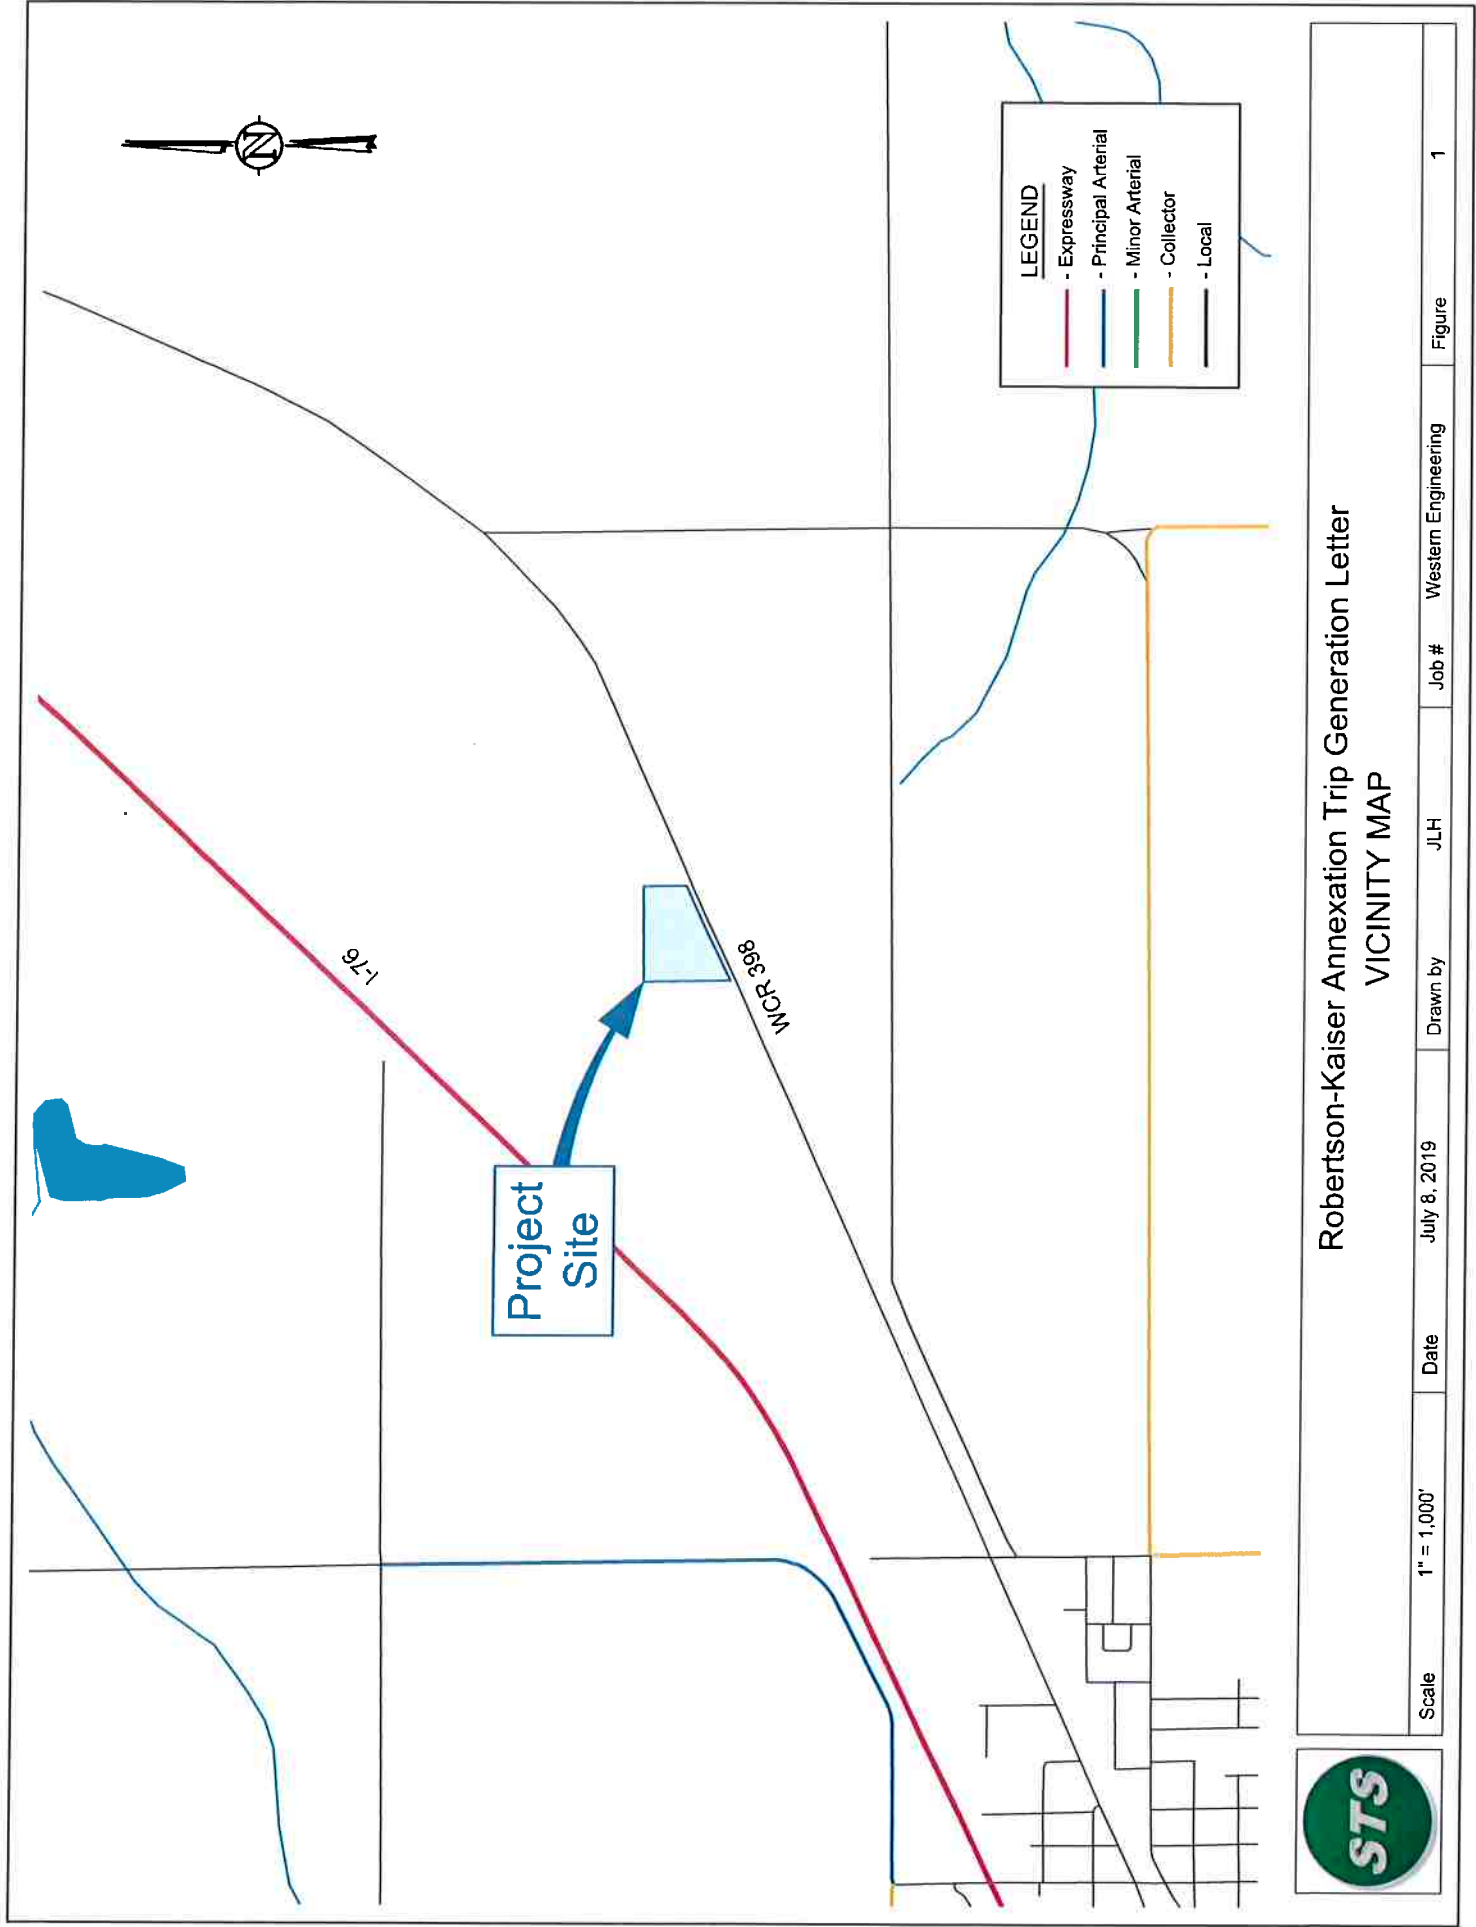 N
I-76
Project
Site
WCR 398
LEGEND
- Expressway
- Principal Arterial
- Minor Arterial
- Collector
- Local
Robertson-Kaiser Annexation Trip Generation Letter
VICINITY MAP
STS
Scale 1" = 1,000' Date July 8, 2019 Drawn by JLH Job # Western Engineering Figure 1